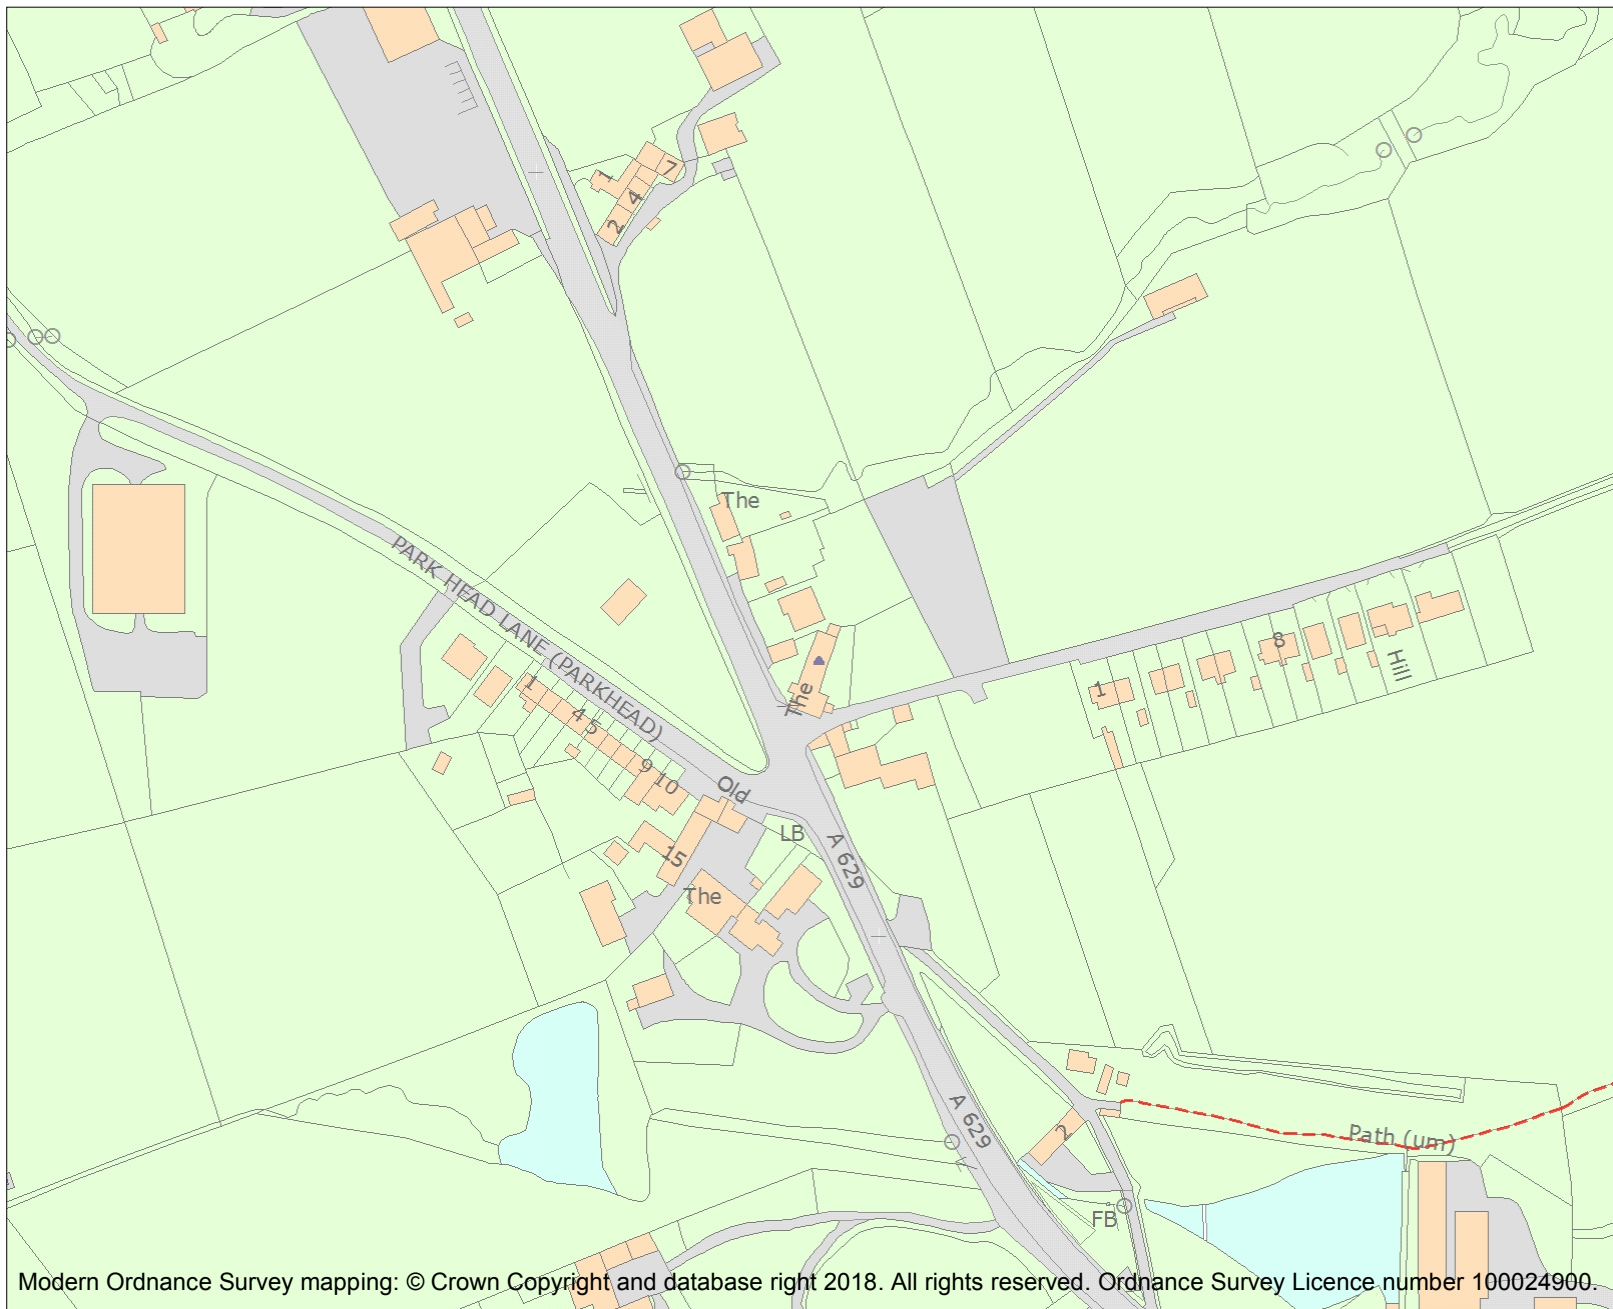 1
7
4
2
The
PARK HEAD LANE (PARKHEAD)
The
8
Hill
1
1
4 5
9 10
Old
LB
A 629
15
The
A 629
2
Path (um)
FB
Modern Ordnance Survey mapping: © Crown Copyright and database right 2018. All rights reserved. Ordnance Survey Licence number 100024900.